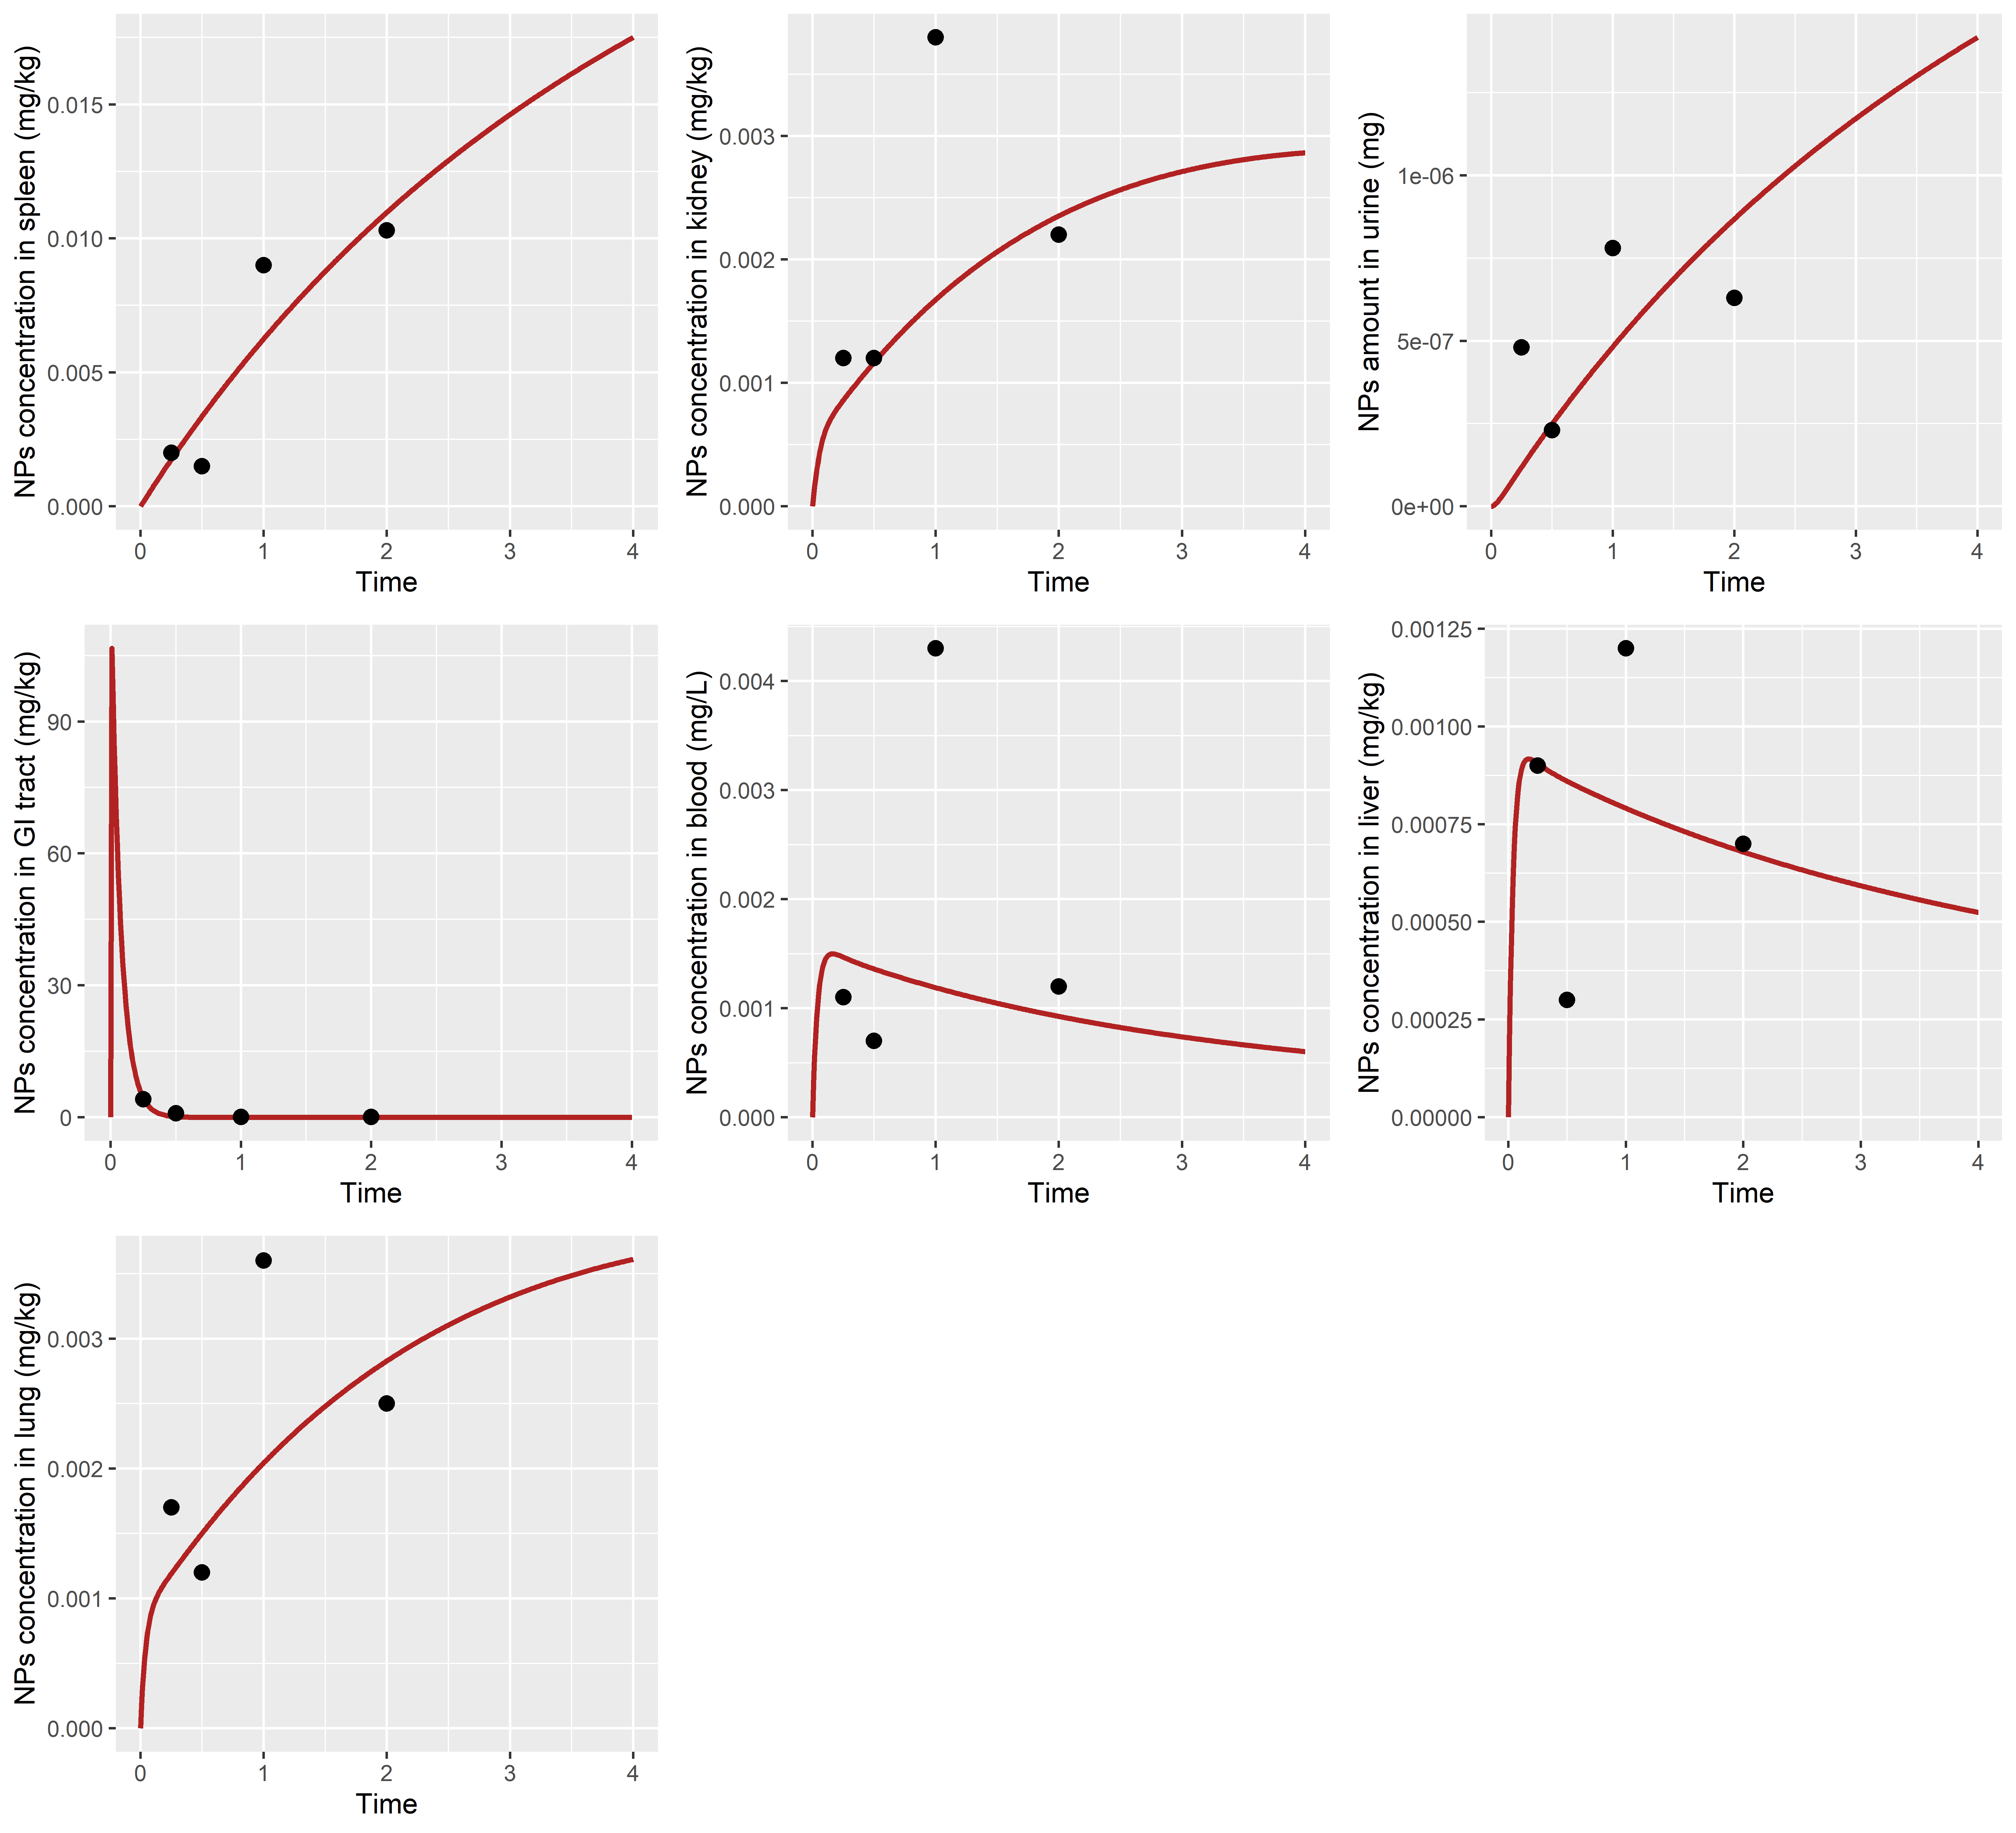 NPs concentration in spleen (mg/kg)
0.015
0.010
0.005
0.000
0 1 2 3 4
Time
NPs concentration in kidney (mg/kg)
0.003
0.002
0.001
0.000
0 1 2 3 4
Time
NPs amount in urine (mg)
1e-06
5e-07
0e+00
0 1 2 3 4
Time
NPs concentration in GI tract (mg/kg)
90
60
30
0
0 1 2 3 4
Time
NPs concentration in blood (mg/L)
0.004
0.003
0.002
0.001
0.000
0 1 2 3 4
Time
NPs concentration in liver (mg/kg)
0.00125
0.00100
0.00075
0.00050
0.00025
0.00000
0 1 2 3 4
Time
NPs concentration in lung (mg/kg)
0.003
0.002
0.001
0.000
0 1 2 3 4
Time